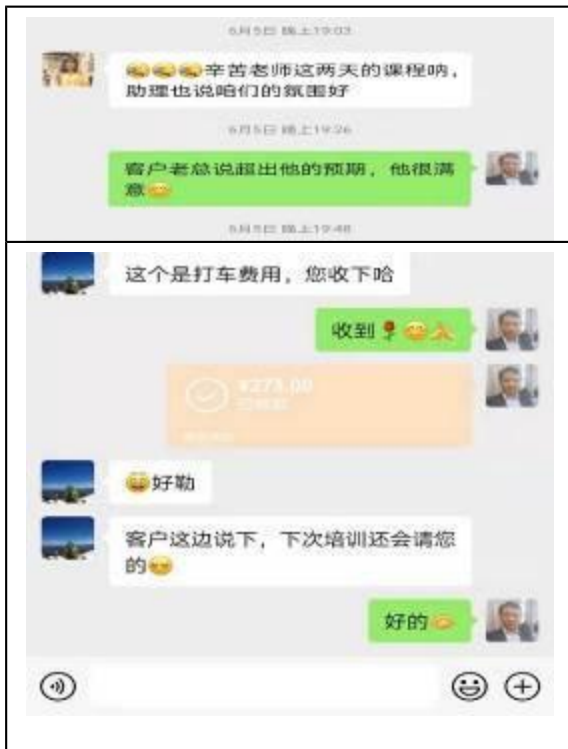 6月5日 晚上19:03
辛苦老师这两天的课程呐，
助理也说咱们的氛围好
6月5日 晚上19:26
客户老总说超出他的预期，他很满
意
6月5日 晚上19:48
这个是打车费用，您收下哈
收到
¥273.00
好勒
客户这边说下，下次培训还会请您
的
好的